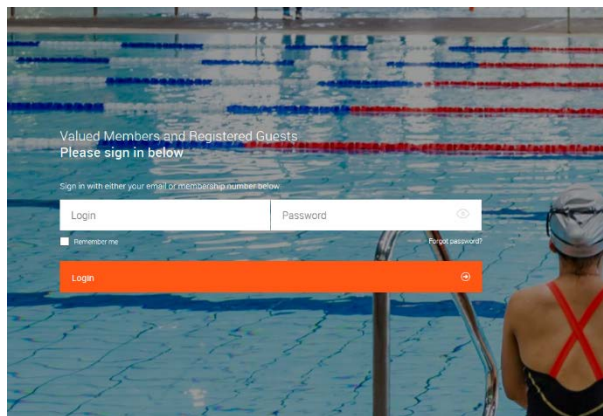 Valued Members and Registered Guests
Please sign in below
Sign in with either your email or membership number below
Login
Password
Remember me
Forgot password?
Login